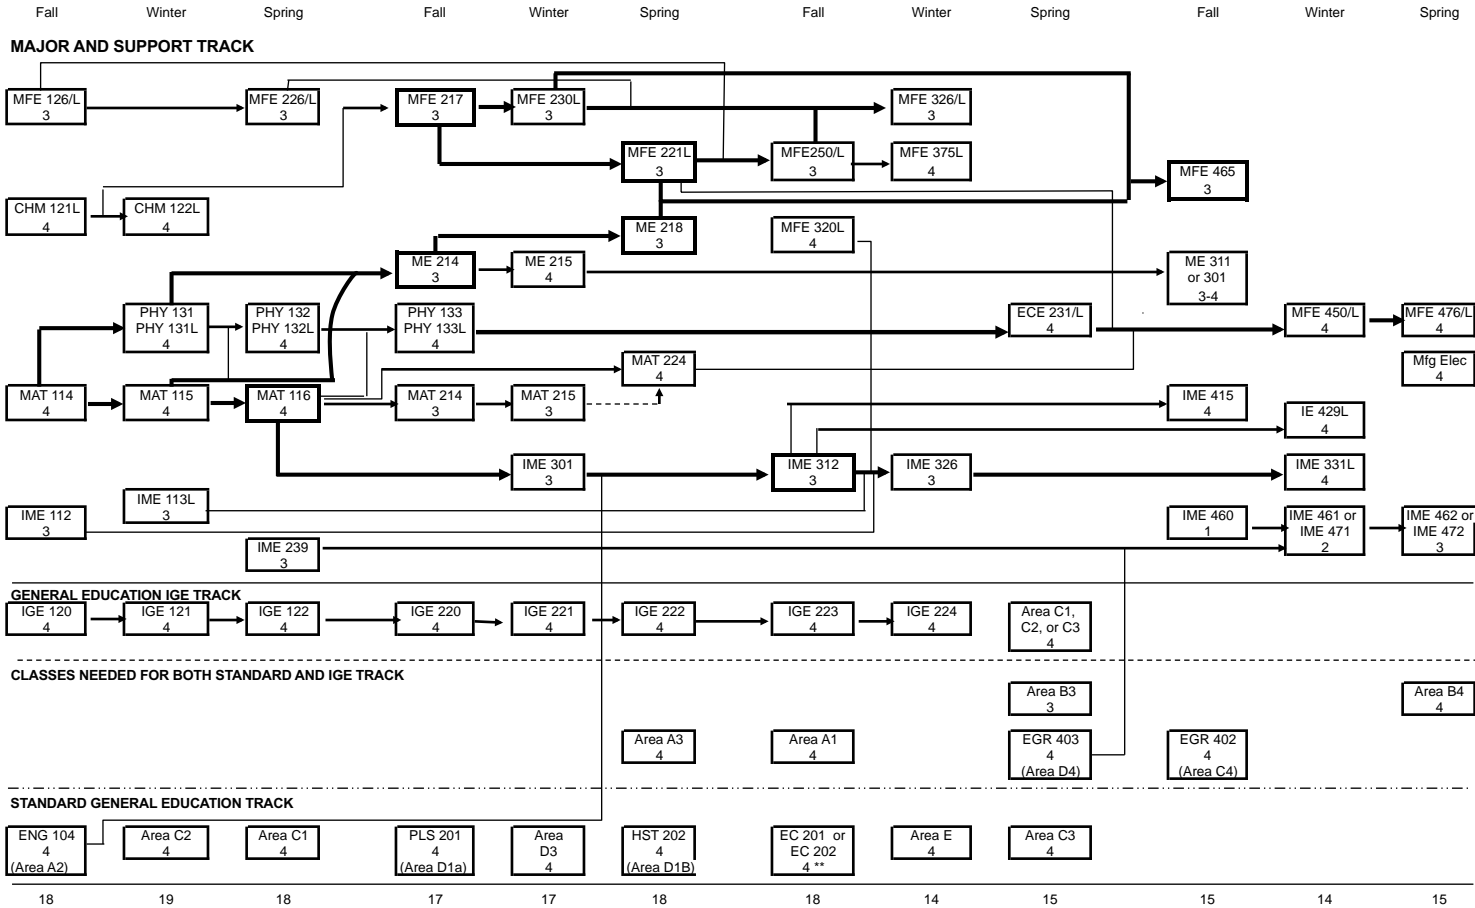 Fall Winter Spring Fall Winter Spring Fall Winter Spring Fall Winter Spring
MAJOR AND SUPPORT TRACK
MFE 126/L
3
MFE 226/L
3
MFE 217
3
MFE 230L
3
MFE 326/L
3
MFE 221L
3
MFE250/L
3
MFE 375L
4
MFE 465
3
CHM 121L
4
CHM 122L
4
ME 218
3
MFE 320L
4
ME 214
3
ME 215
4
ME 311
or 301
3-4
PHY 131
PHY 131L
4
PHY 132
PHY 132L
4
PHY 133
PHY 133L
4
ECE 231/L
4
MFE 450/L
4
MFE 476/L
4
MAT 224
4
Mfg Elec
4
MAT 114
4
MAT 115
4
MAT 116
4
MAT 214
3
MAT 215
3
IME 415
4
IE 429L
4
IME 301
3
IME 312
3
IME 326
3
IME 331L
4
IME 113L
3
IME 112
3
IME 460
1
IME 461 or
IME 471
2
IME 462 or
IME 472
3
IME 239
3
GENERAL EDUCATION IGE TRACK
IGE 120
4
IGE 121
4
IGE 122
4
IGE 220
4
IGE 221
4
IGE 222
4
IGE 223
4
IGE 224
4
Area C1,
C2, or C3
4
CLASSES NEEDED FOR BOTH STANDARD AND IGE TRACK
Area B3
3
Area B4
4
Area A3
4
Area A1
4
EGR 403
4
(Area D4)
EGR 402
4
(Area C4)
STANDARD GENERAL EDUCATION TRACK
ENG 104
4
(Area A2)
Area C2
4
Area C1
4
PLS 201
4
(Area D1a)
Area
D3
4
HST 202
4
(Area D1B)
EC 201 or
EC 202
4 **
Area E
4
Area C3
4
18 19 18 17 17 18 18 14 15 15 14 15